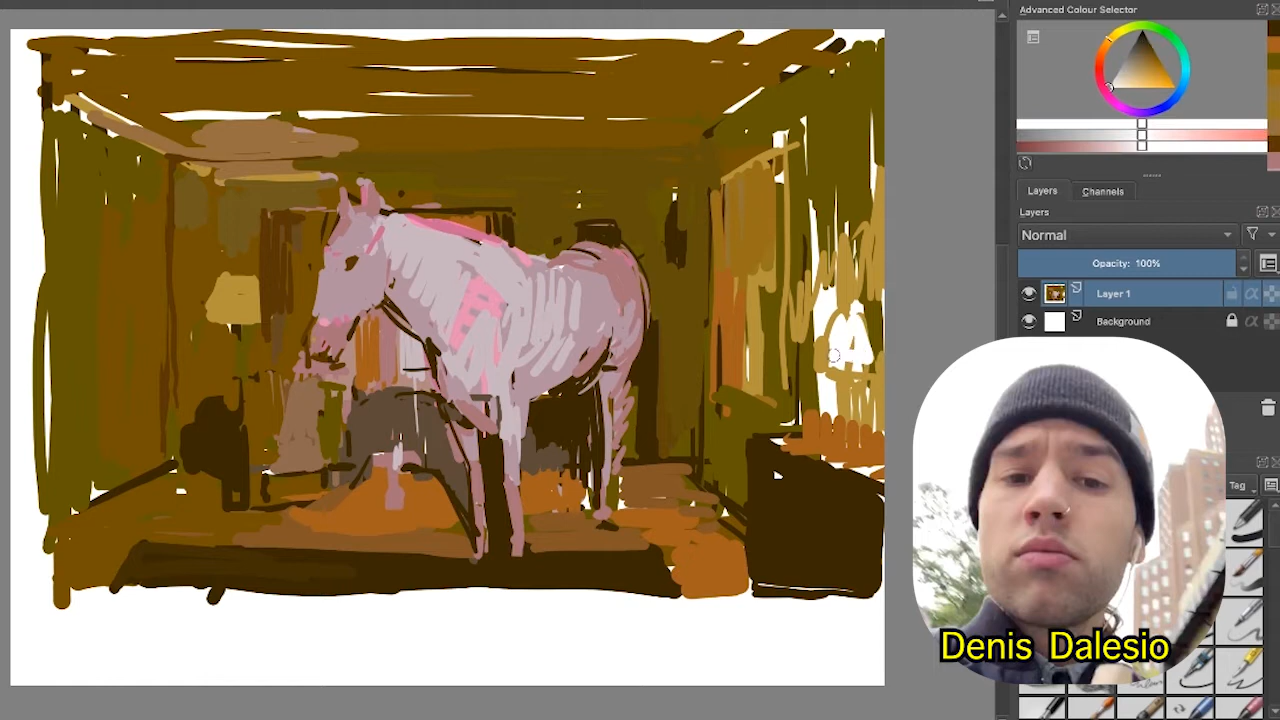 Advanced Colour Selector
Layers
Channels
Layers
Normal
Opacity: 100%
Layer 1
Background
Tag
Denis Dalesio